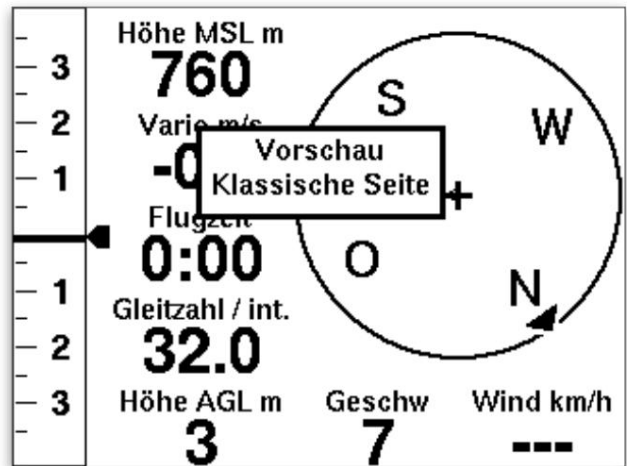 3
2
1
1
2
3
Höhe MSL m
760
Vario m/s
-0
Vorschau
Klassische Seite
Flugzeit
0:00
Gleitzahl / int.
32.0
Höhe AGL m
3
Geschw
7
Wind km/h
---
S
W
O
N